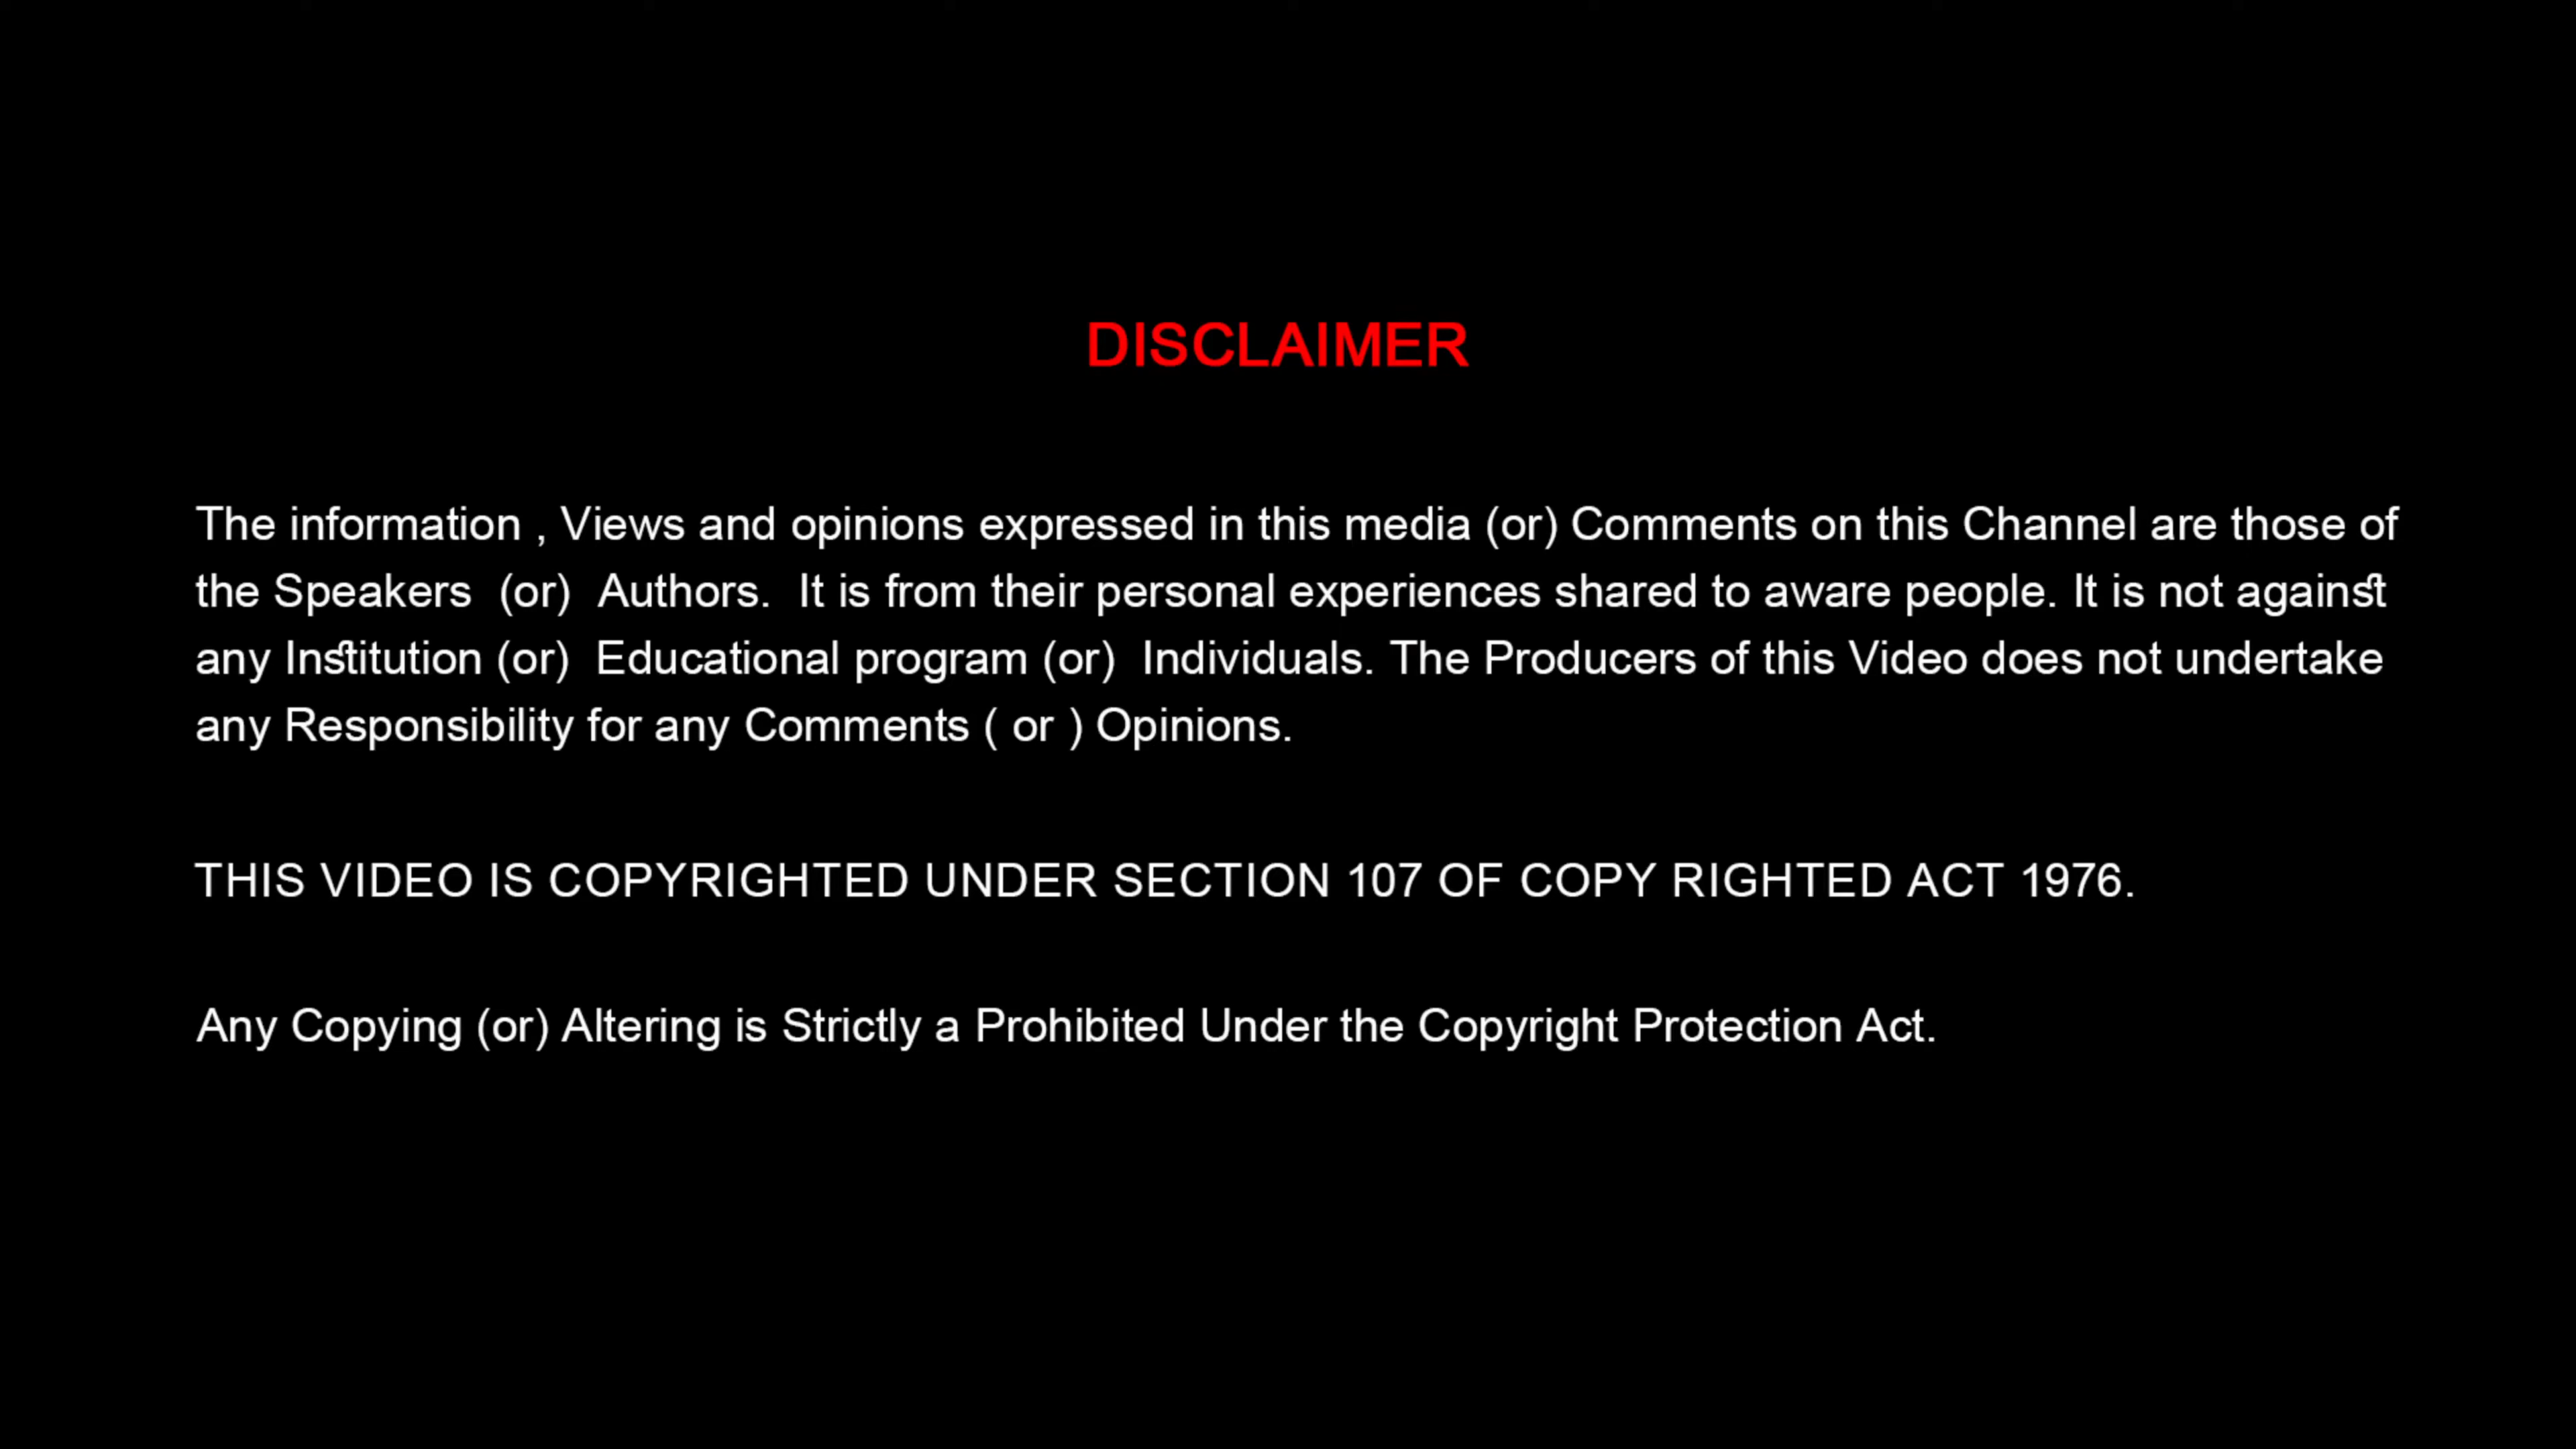 DISCLAIMER
The information , Views and opinions expressed in this media (or) Comments on this Channel are those of
the Speakers (or) Authors. It is from their personal experiences shared to aware people. It is not against
any Institution (or) Educational program (or) Individuals. The Producers of this Video does not undertake
any Responsibility for any Comments ( or ) Opinions.
THIS VIDEO IS COPYRIGHTED UNDER SECTION 107 OF COPY RIGHTED ACT 1976.
Any Copying (or) Altering is Strictly a Prohibited Under the Copyright Protection Act.